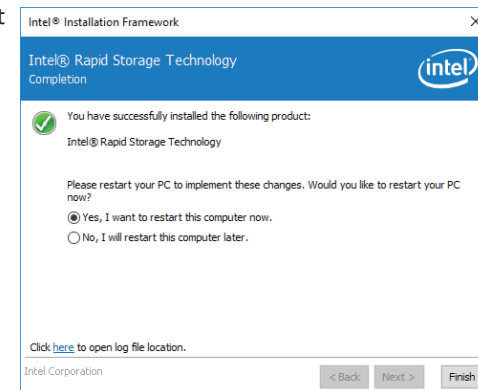 t
Intel® Installation Framework
Intel® Rapid Storage Technology
Completion
intel
You have successfully installed the following product:
Intel® Rapid Storage Technology
Please restart your PC to implement these changes. Would you like to restart your PC
now?
Yes, I want to restart this computer now.
No, I will restart this computer later.
Click here to open log file location.
Intel Corporation
< Back Next > Finish